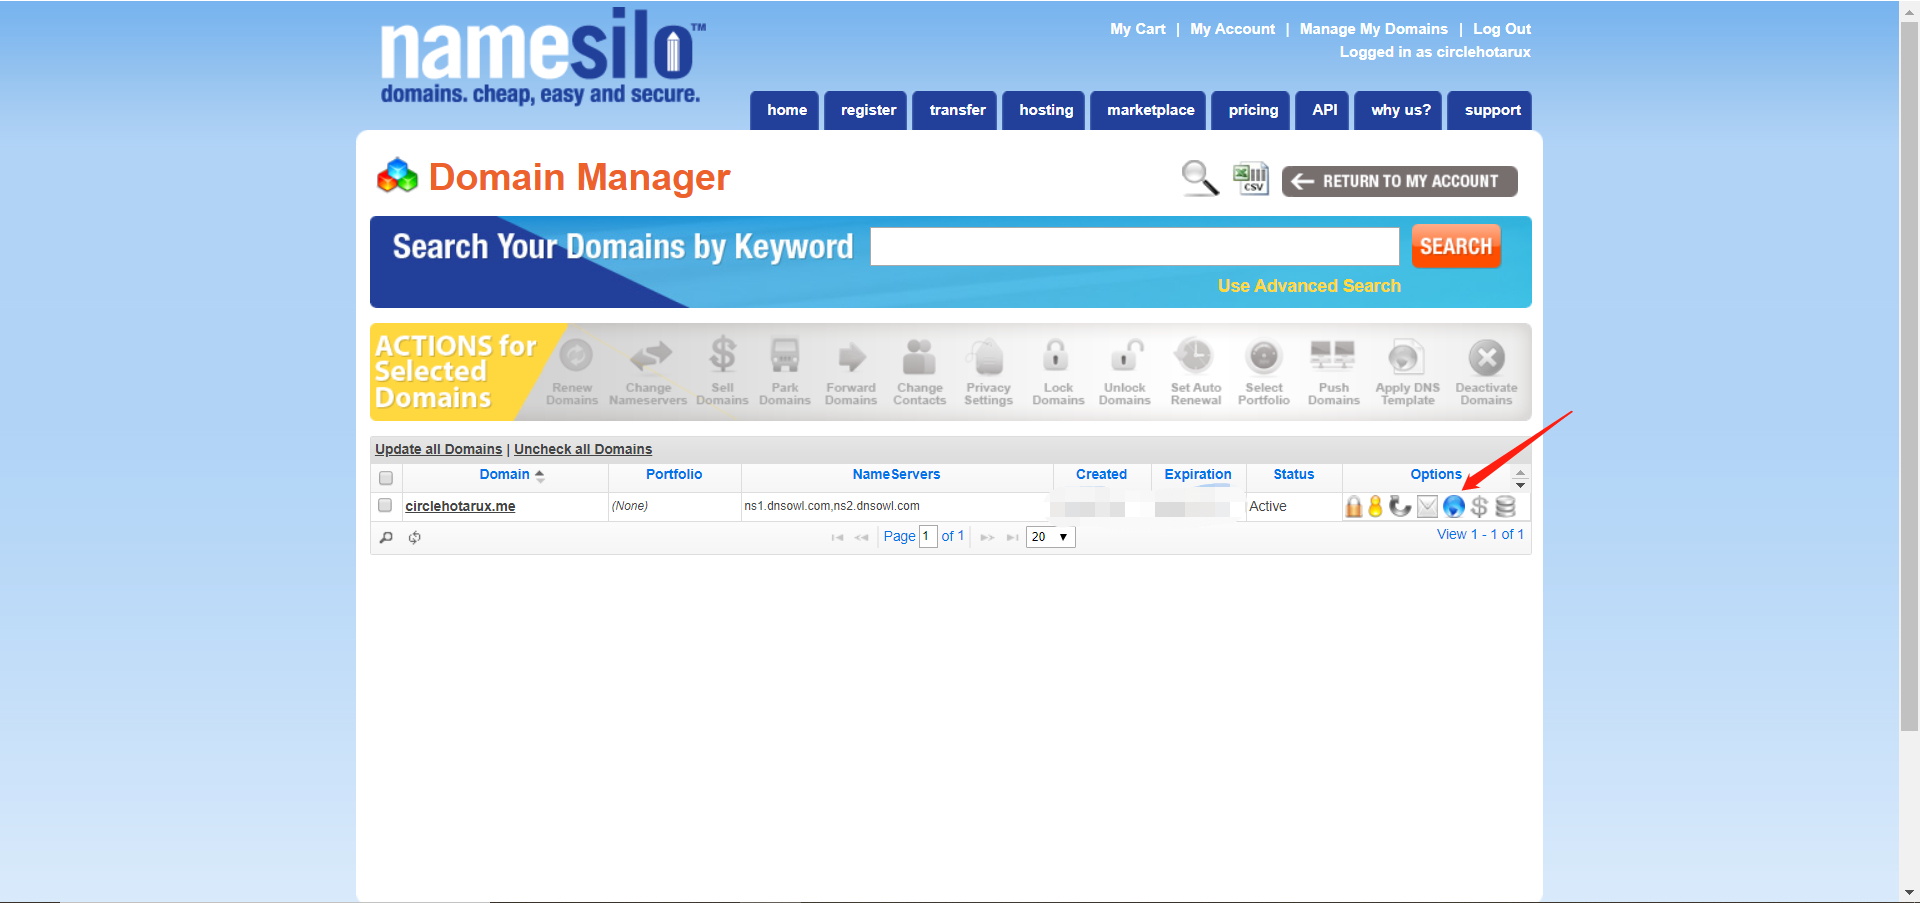 namesilo™
domains. cheap, easy and secure.
My Cart | My Account | Manage My Domains | Log Out
Logged in as circlehotarux
home register transfer hosting marketplace pricing API why us? support
Domain Manager
CSV
RETURN TO MY ACCOUNT
Search Your Domains by Keyword
SEARCH
Use Advanced Search
ACTIONS for
Selected
Domains
Renew Domains
Change Nameservers
Sell Domains
Park Domains
Forward Domains
Change Contacts
Privacy Settings
Lock Domains
Unlock Domains
Set Auto Renewal
Select Portfolio
Push Domains
Apply DNS Template
Deactivate Domains
Update all Domains | Uncheck all Domains
Domain Portfolio NameServers Created Expiration Status Options
circlehotarux.me (None) ns1.dnsowl.com,ns2.dnsowl.com Active
Page 1 of 1 20 View 1 - 1 of 1